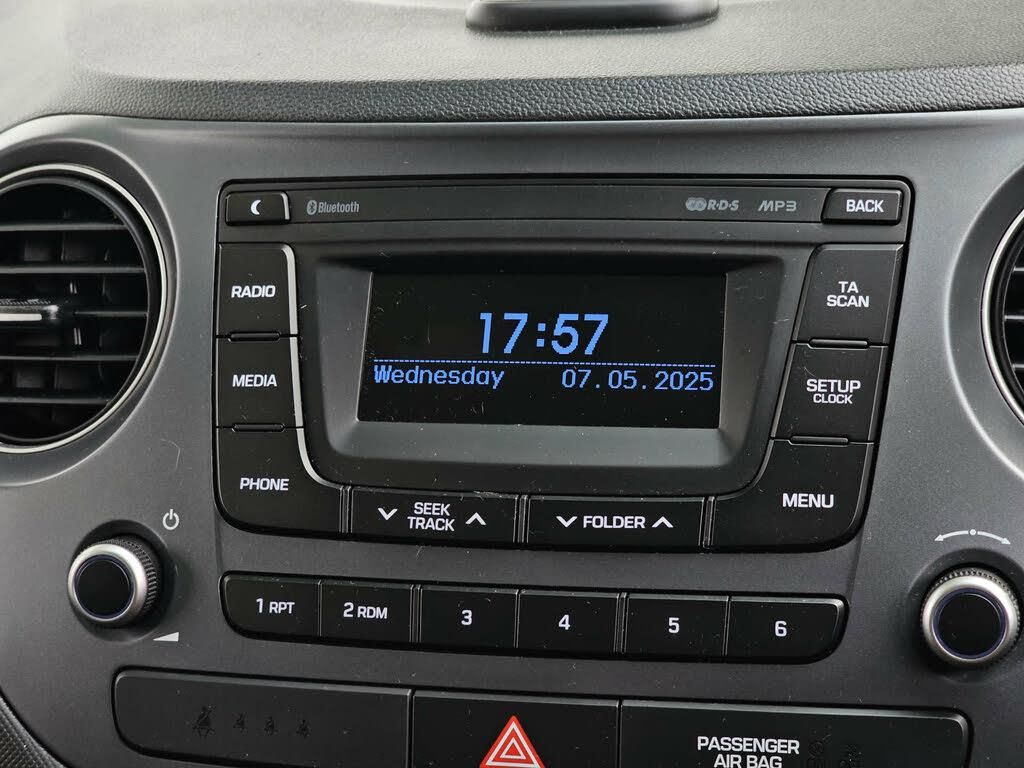 Bluetooth
R·D·S MP3
BACK
RADIO
TA
SCAN
17:57
Wednesday 07.05.2025
MEDIA
SETUP
CLOCK
PHONE
SEEK
TRACK
FOLDER
MENU
1 RPT
2 RDM
3
4
5
6
PASSENGER
AIR BAG